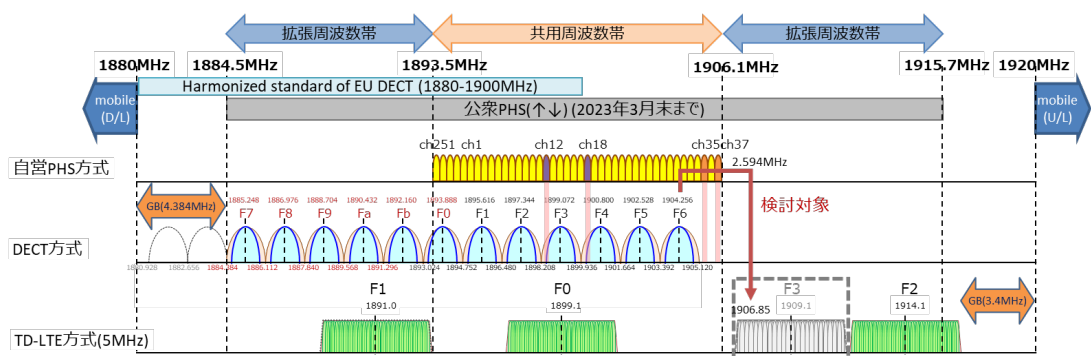 拡張周波数帯
共用周波数帯
拡張周波数帯
1880MHz
1884.5MHz
1893.5MHz
1906.1MHz
1915.7MHz
1920MHz
Harmonized standard of EU DECT (1880-1900MHz)
mobile
(D/L)
公衆PHS(↑↓) (2023年3月末まで)
mobile
(U/L)
自営PHS方式
ch251 ch1 ch12 ch18 ch35 ch37
2.594MHz
検討対象
GB(4.384MHz)
1885.248 1886.976 1888.704 1890.432 1892.160 1893.888 1895.616 1897.344 1899.072 1900.800 1902.528 1904.256
F7 F8 F9 Fa Fb F0 F1 F2 F3 F4 F5 F6
DECT方式
1880.928 1882.656 1884.384 1886.112 1887.840 1889.568 1891.296 1893.024 1894.752 1896.480 1898.208 1899.936 1901.664 1903.392 1905.120
F1
1891.0
F0
1899.1
1906.85
F3
1909.1
F2
1914.1
GB(3.4MHz)
TD-LTE方式(5MHz)